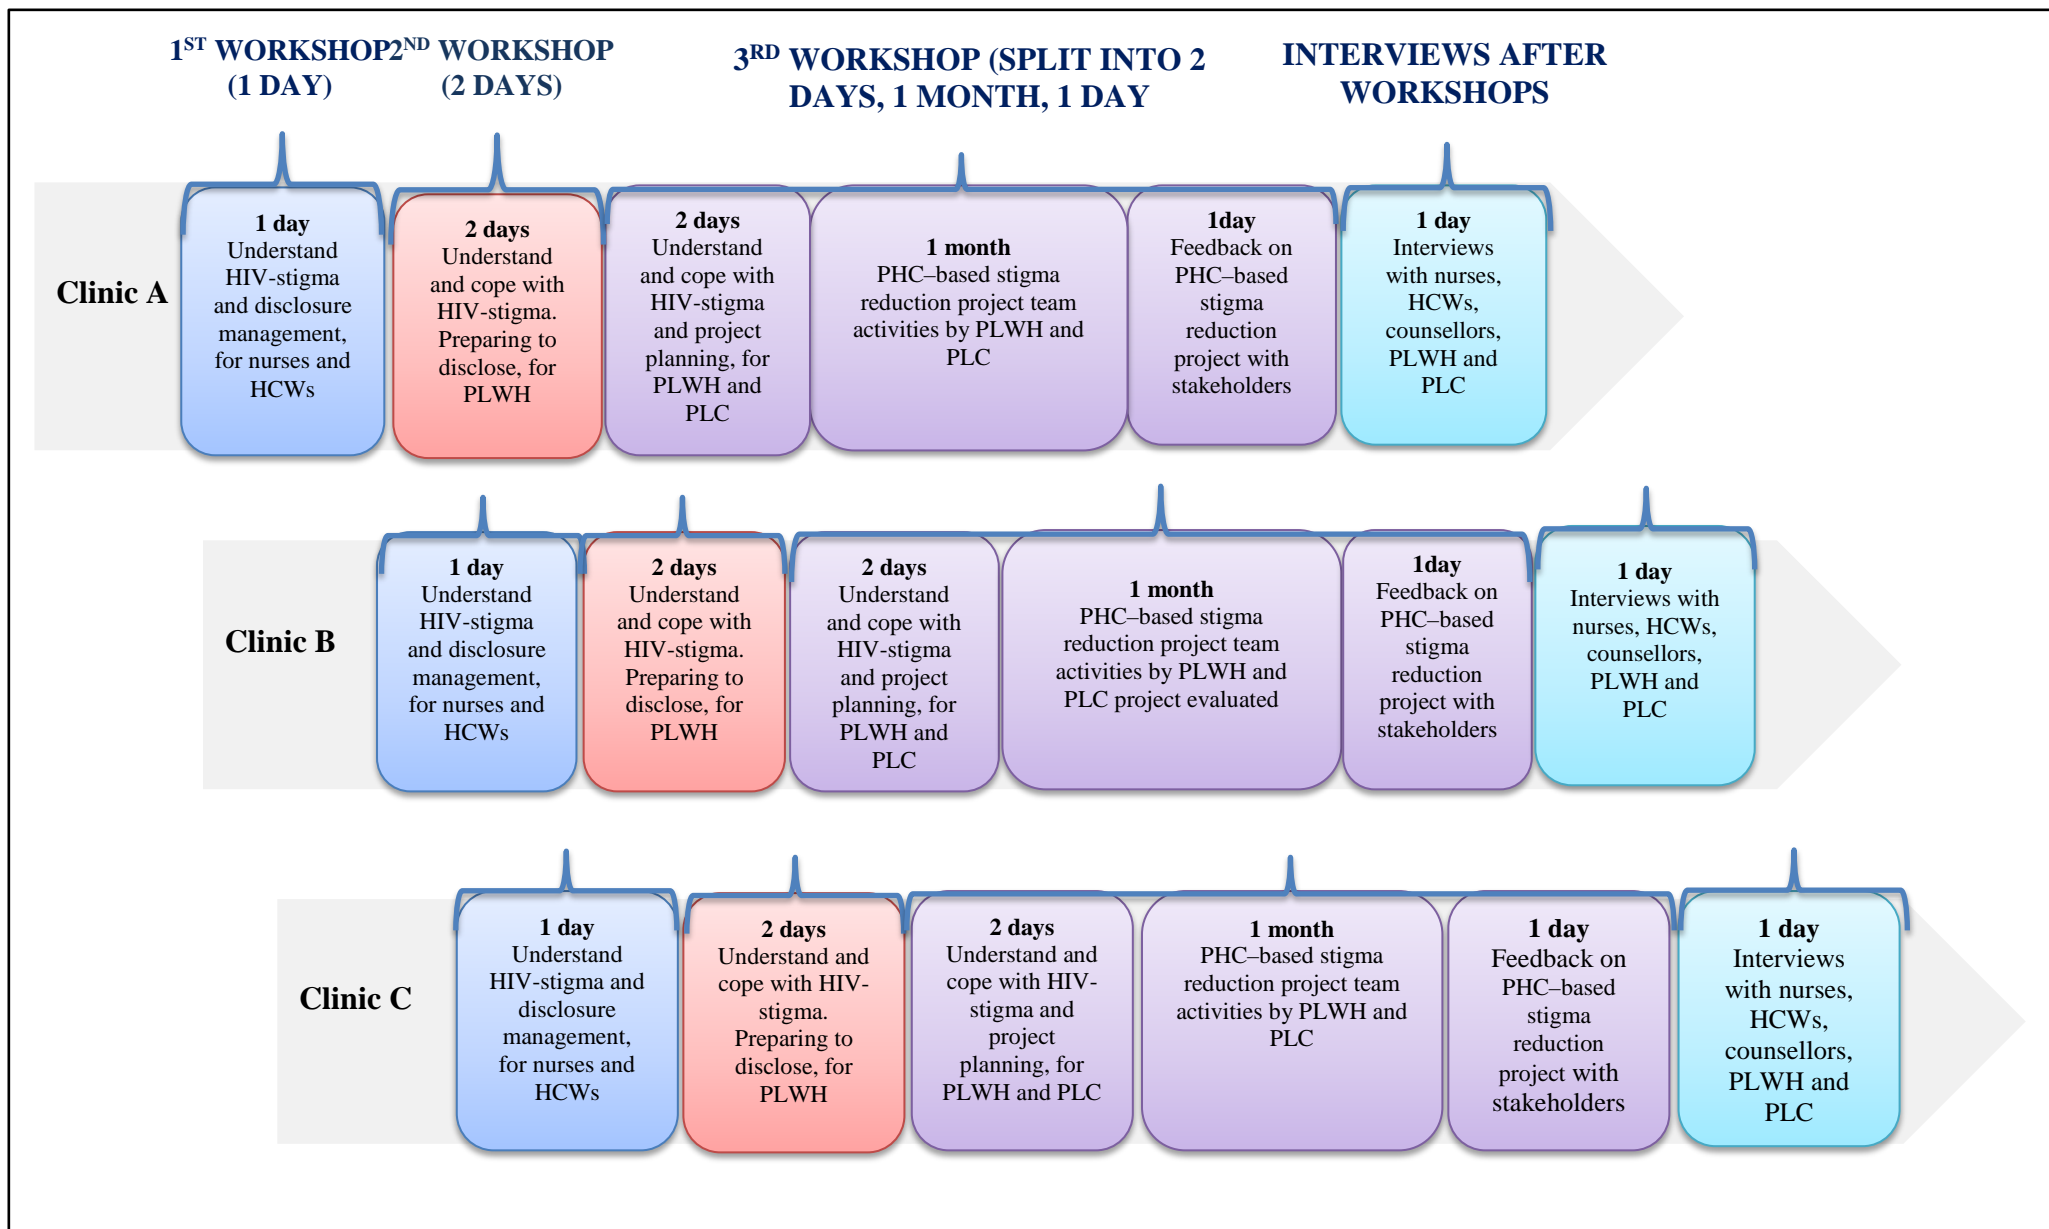 1ST WORKSHOP
(1 DAY)
2ND WORKSHOP
(2 DAYS)
3RD WORKSHOP (SPLIT INTO 2
DAYS, 1 MONTH, 1 DAY
INTERVIEWS AFTER
WORKSHOPS
Clinic A
1 day
Understand
HIV-stigma
and disclosure
management,
for nurses and
HCWs
2 days
Understand
and cope with
HIV-stigma.
Preparing to
disclose, for
PLWH
2 days
Understand
and cope with
HIV-stigma
and project
planning, for
PLWH and
PLC
1 month
PHC–based stigma
reduction project team
activities by PLWH and
PLC
1day
Feedback on
PHC–based
stigma
reduction
project with
stakeholders
1 day
Interviews
with nurses,
HCWs,
counsellors,
PLWH and
PLC
Clinic B
1 day
Understand
HIV-stigma
and disclosure
management,
for nurses and
HCWs
2 days
Understand
and cope with
HIV-stigma.
Preparing to
disclose, for
PLWH
2 days
Understand
and cope with
HIV-stigma
and project
planning, for
PLWH and
PLC
1 month
PHC–based stigma
reduction project team
activities by PLWH and
PLC project evaluated
1day
Feedback on
PHC–based
stigma
reduction
project with
stakeholders
1 day
Interviews with
nurses, HCWs,
counsellors,
PLWH and
PLC
Clinic C
1 day
Understand
HIV-stigma and
disclosure
management,
for nurses and
HCWs
2 days
Understand and
cope with HIV-
stigma.
Preparing to
disclose, for
PLWH
2 days
Understand and
cope with HIV-
stigma and
project
planning, for
PLWH and PLC
1 month
PHC–based stigma
reduction project team
activities by PLWH and
PLC
1 day
Feedback on
PHC–based
stigma
reduction
project with
stakeholders
1 day
Interviews
with nurses,
HCWs,
counsellors,
PLWH and
PLC